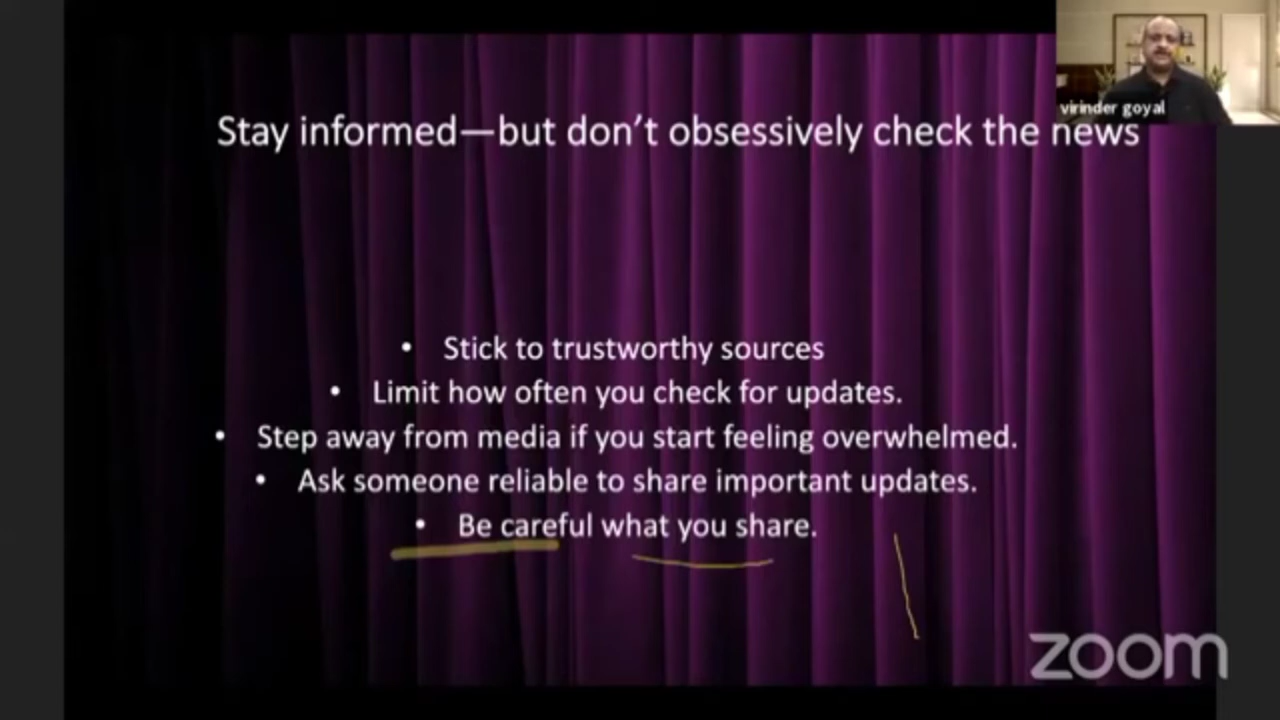 virinder goyal
Stay informed—but don't obsessively check the news
• Stick to trustworthy sources
• Limit how often you check for updates.
• Step away from media if you start feeling overwhelmed.
• Ask someone reliable to share important updates.
• Be careful what you share.
zoom